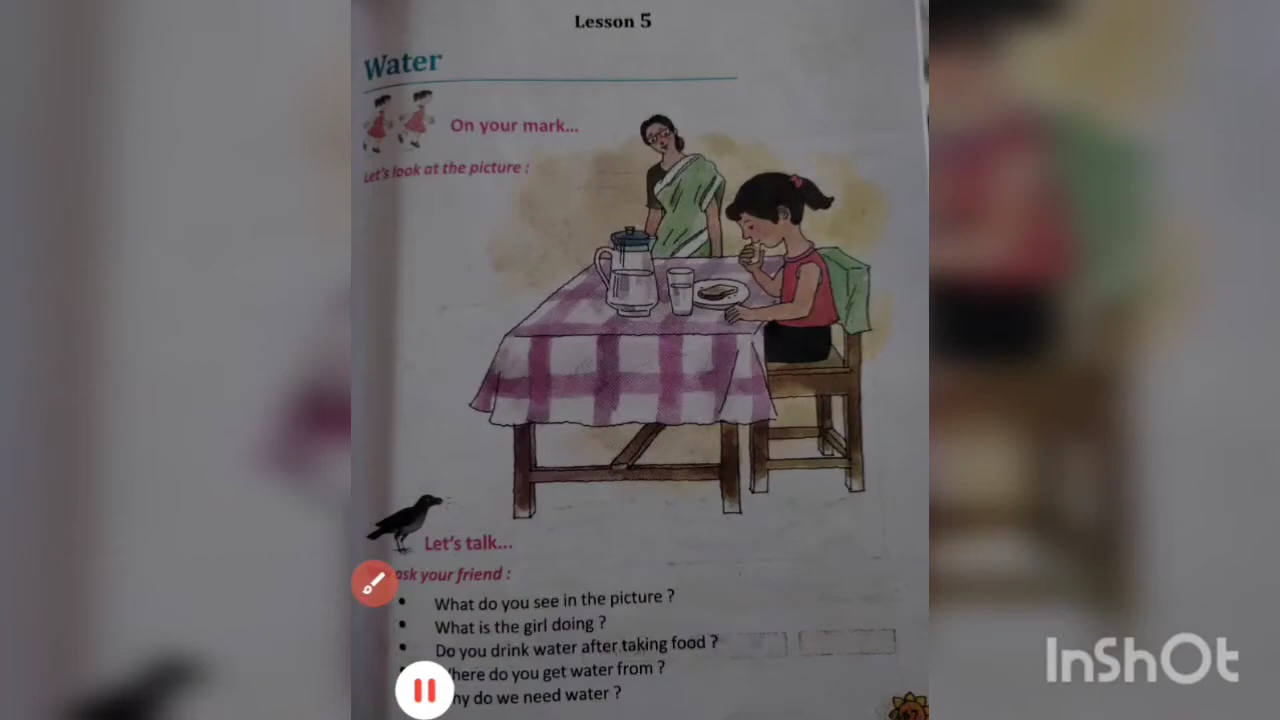 Lesson 5
Water
On your mark...
Let's look at the picture :
Let's talk...
ask your friend :
• What do you see in the picture ?
• What is the girl doing ?
• Do you drink water after taking food ?
here do you get water from ?
hy do we need water ?
InShOt